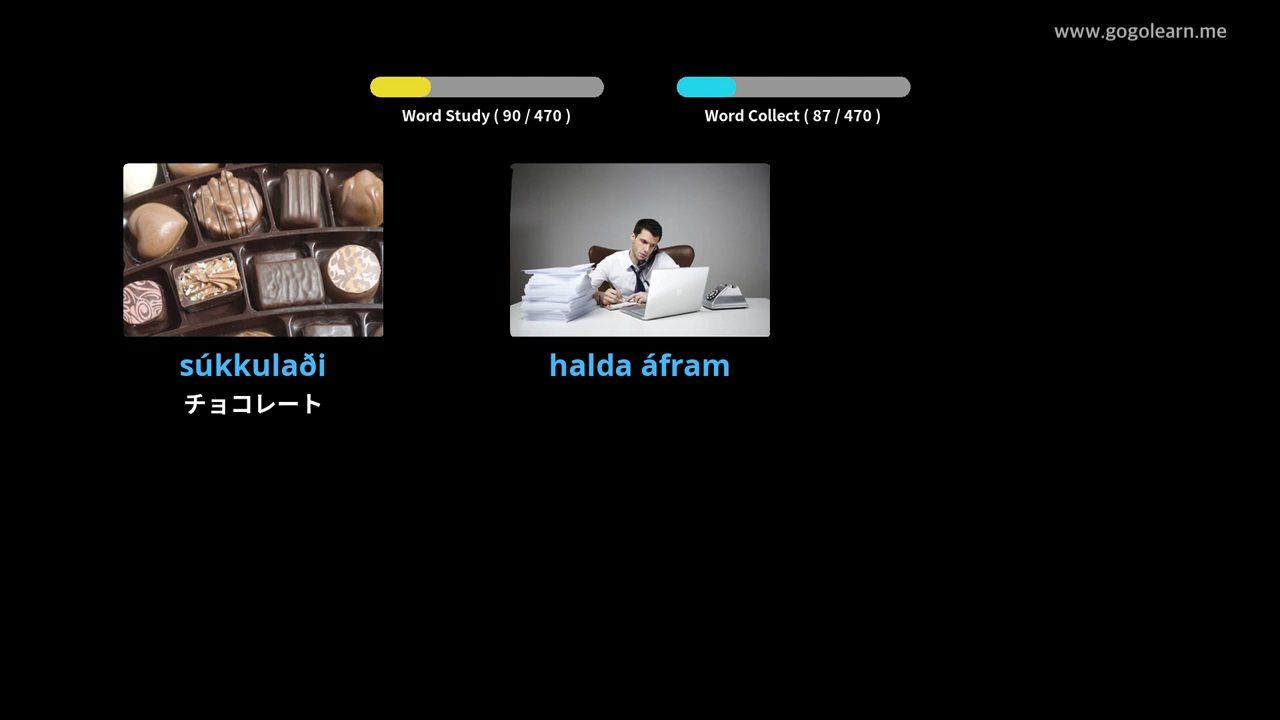 www.gogolearn.me
Word Study ( 90 / 470 )
Word Collect ( 87 / 470 )
súkkulaði
チョコレート
halda áfram